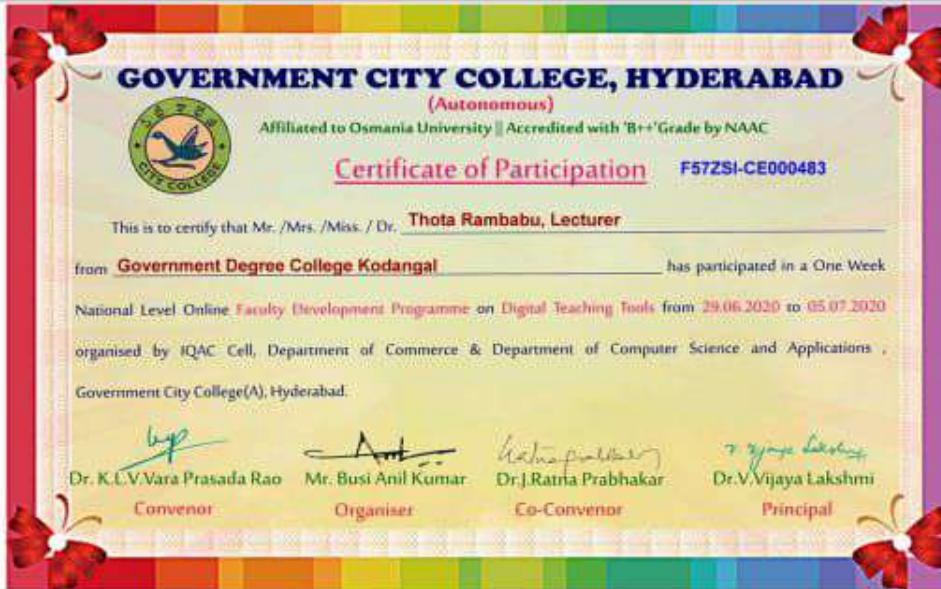 GOVERNMENT CITY COLLEGE, HYDERABAD
(Autonomous)
Affiliated to Osmania University || Accredited with 'B++'Grade by NAAC
CITY COLLEGE
Certificate of Participation F57ZSI-CE000483
This is to certify that Mr. /Mrs. /Miss. / Dr. Thota Rambabu, Lecturer
from Government Degree College Kodangal has participated in a One Week
National Level Online Faculty Development Programme on Digital Teaching Tools from 29.06.2020 to 05.07.2020
organised by IQAC Cell, Department of Commerce & Department of Computer Science and Applications ,
Government City College(A), Hyderabad.
Dr. K.L.V.Vara Prasada Rao Mr. Busi Anil Kumar Dr.J.Ratna Prabhakar Dr.V.Vijaya Lakshmi
Convenor Organiser Co-Convenor Principal